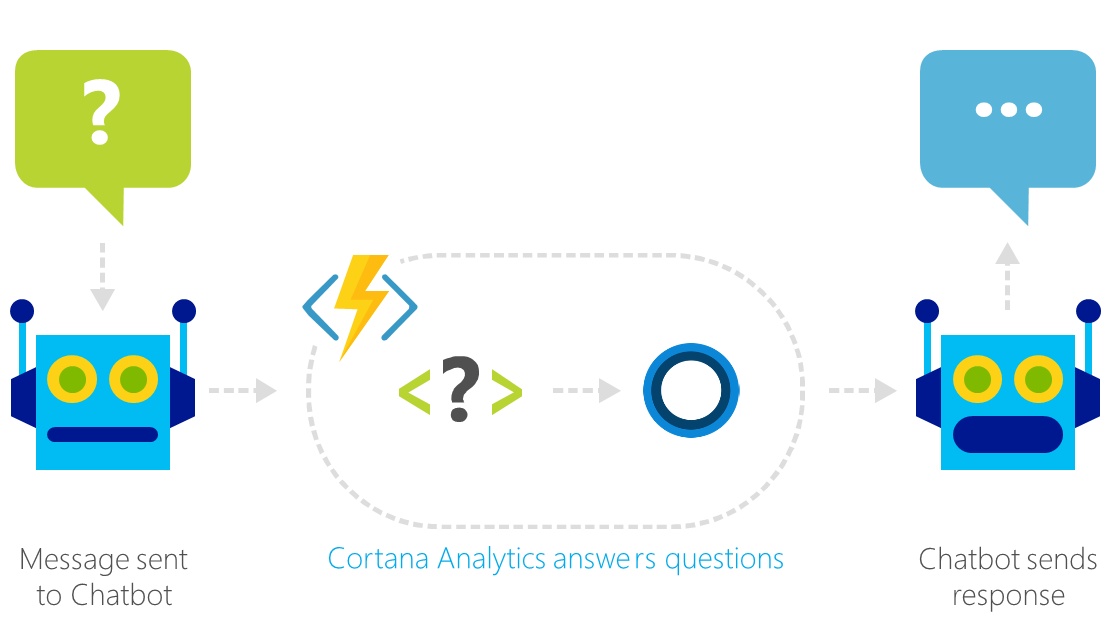 ?
...
<?>
Message sent
to Chatbot
Cortana Analytics answers questions
Chatbot sends
response